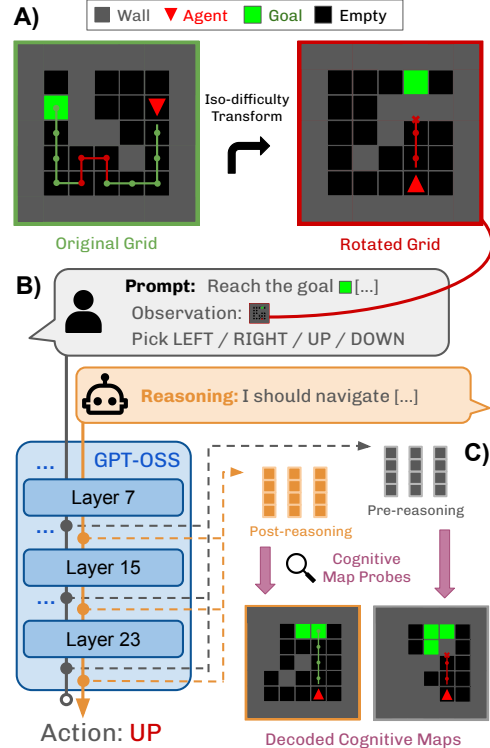 Wall Agent Goal Empty
A)
Iso-difficulty
Transform
Original Grid
Rotated Grid
B)
Prompt: Reach the goal [...]
Observation:
Pick LEFT / RIGHT / UP / DOWN
Reasoning: I should navigate [...]
... GPT-OSS
Layer 7
...
Layer 15
...
Layer 23
Action: UP
C)
Post-reasoning
Pre-reasoning
Cognitive
Map Probes
Decoded Cognitive Maps